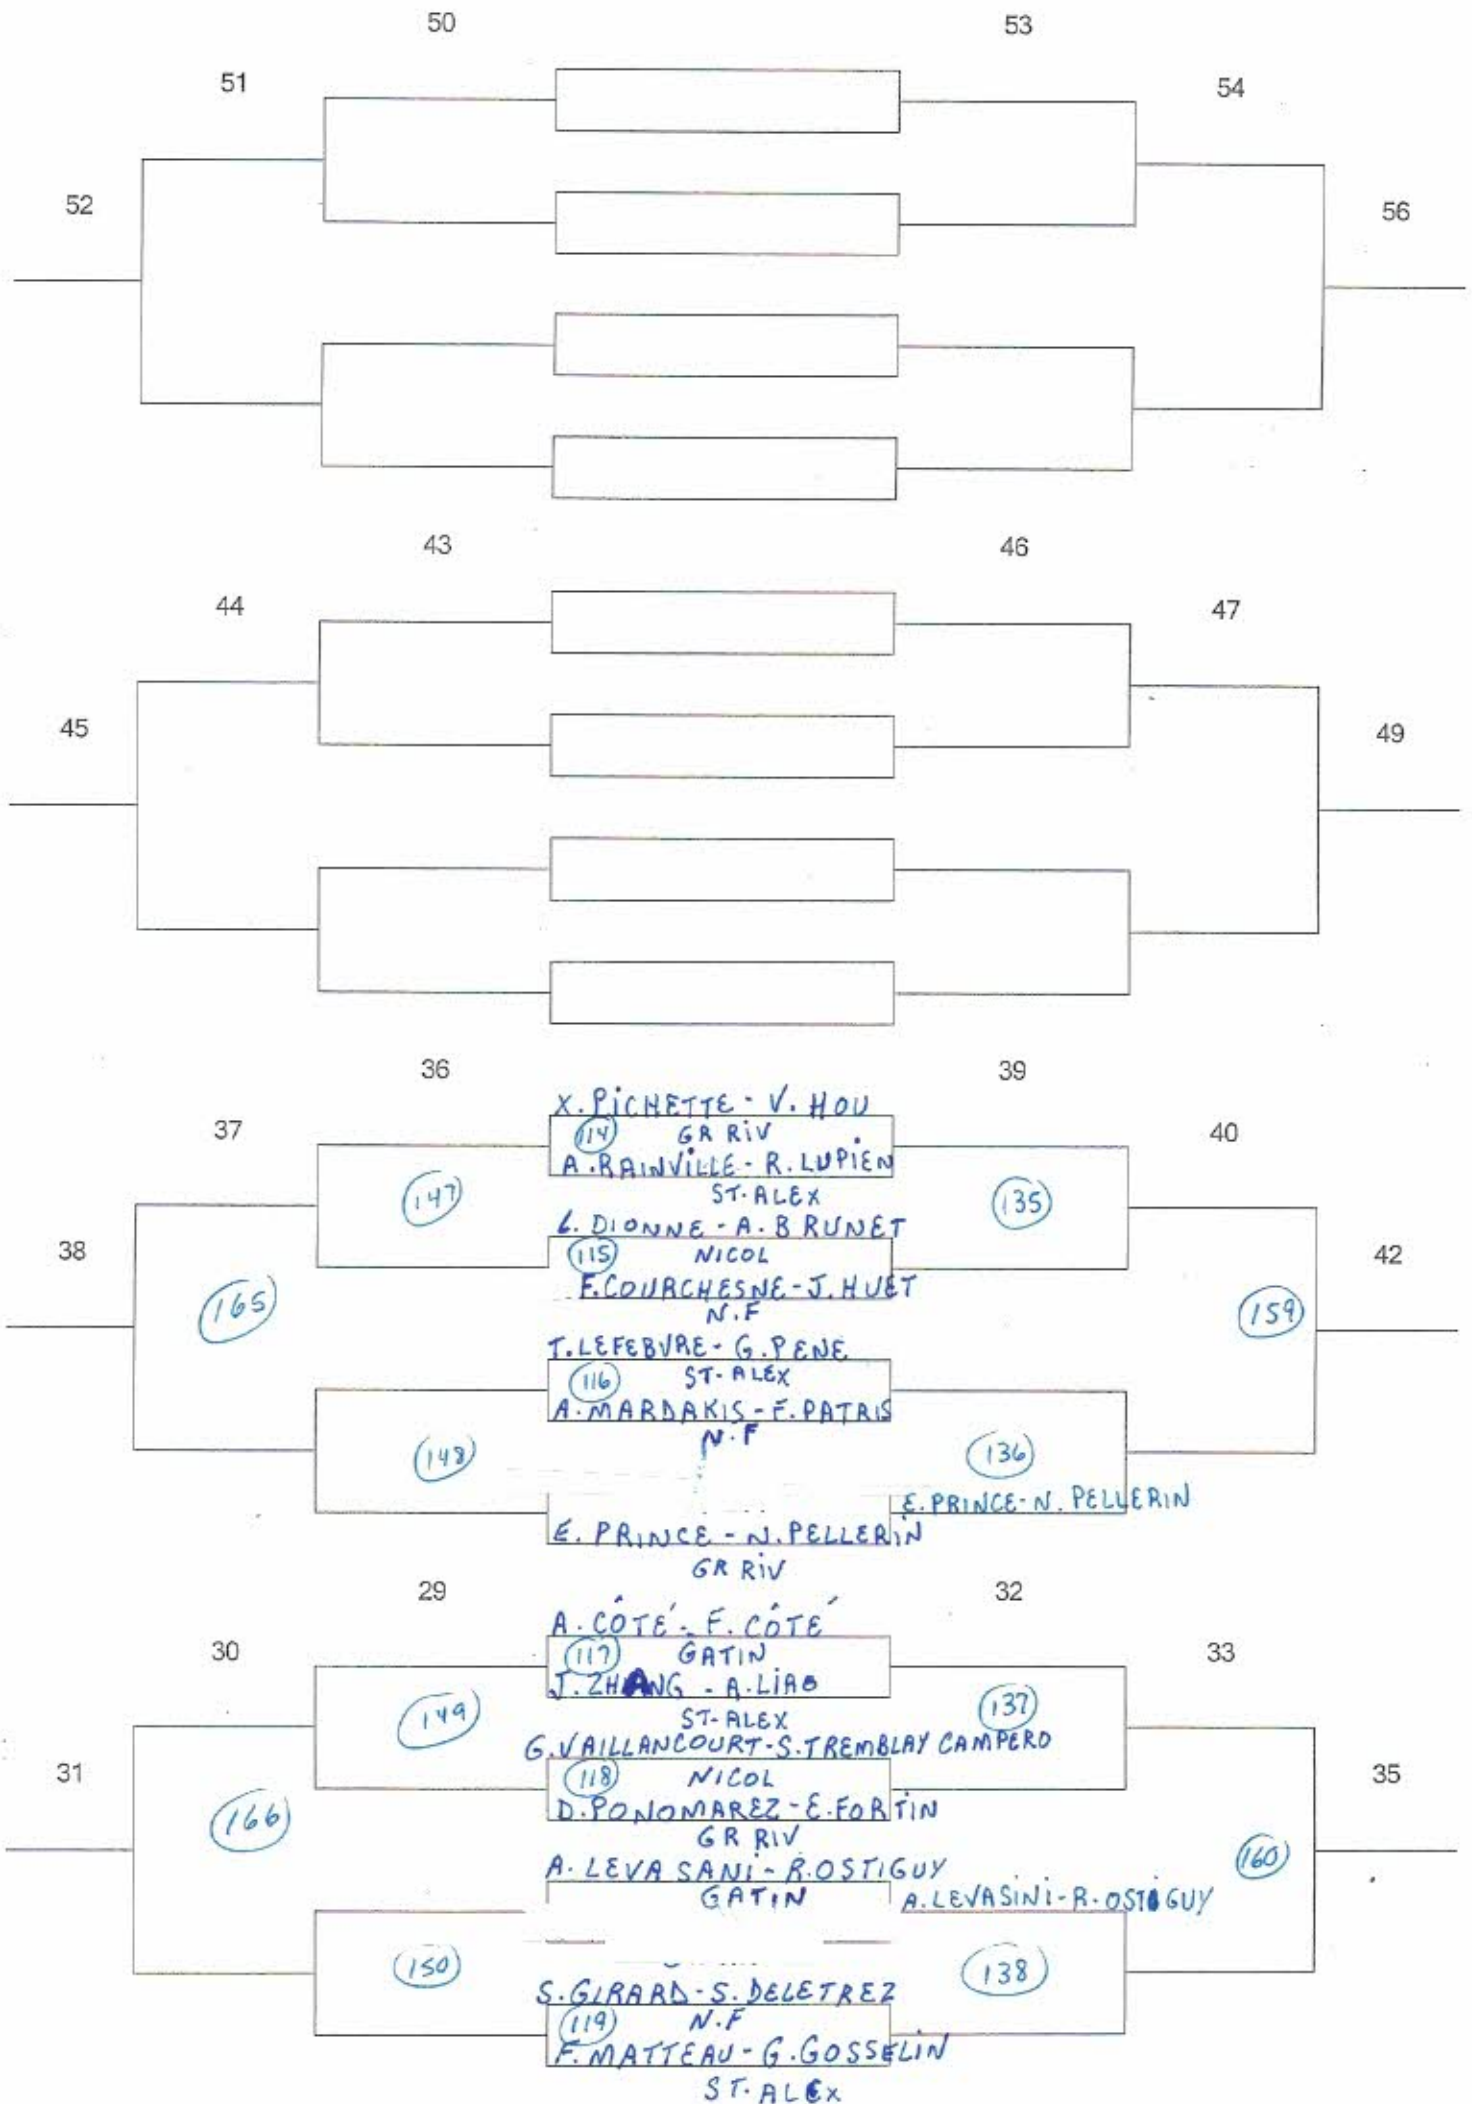 50
53
51
54
52
56
43
46
44
47
45
49
36
39
X. PICHETTE - V. HOU
37
40
114 GR RIV
A. RAINVILLE - R. LUPIEN
147
ST-ALEX
135
L. DIONNE - A. BRUNET
38
115 NICOL
42
F. COURCHESNE - J. HUET
165
N.F
159
T. LEFEBVRE - G. PENE
116 ST-ALEX
A. MARDAKIS - F. PATRIS
N.F
148
136
E. PRINCE - N. PELLERIN
E. PRINCE - N. PELLERIN
GR RIV
29
32
A. CÔTÉ - F. CÔTÉ
30
117 GATIN
33
J. ZHANG - A. LIAO
149
ST-ALEX
137
G. VAILLANCOURT - S. TREMBLAY CAMPERO
31
118 NICOL
35
D. PONOMAREZ - E. FORTIN
166
GR RIV
160
A. LEVASANI - R. OSTIGUY
GATIN
A. LEVASINI - R. OSTIGUY
150
138
S. GIRARD - S. DELETREZ
119 N.F
F. MATTEAU - G. GOSSELIN
ST-ALEX